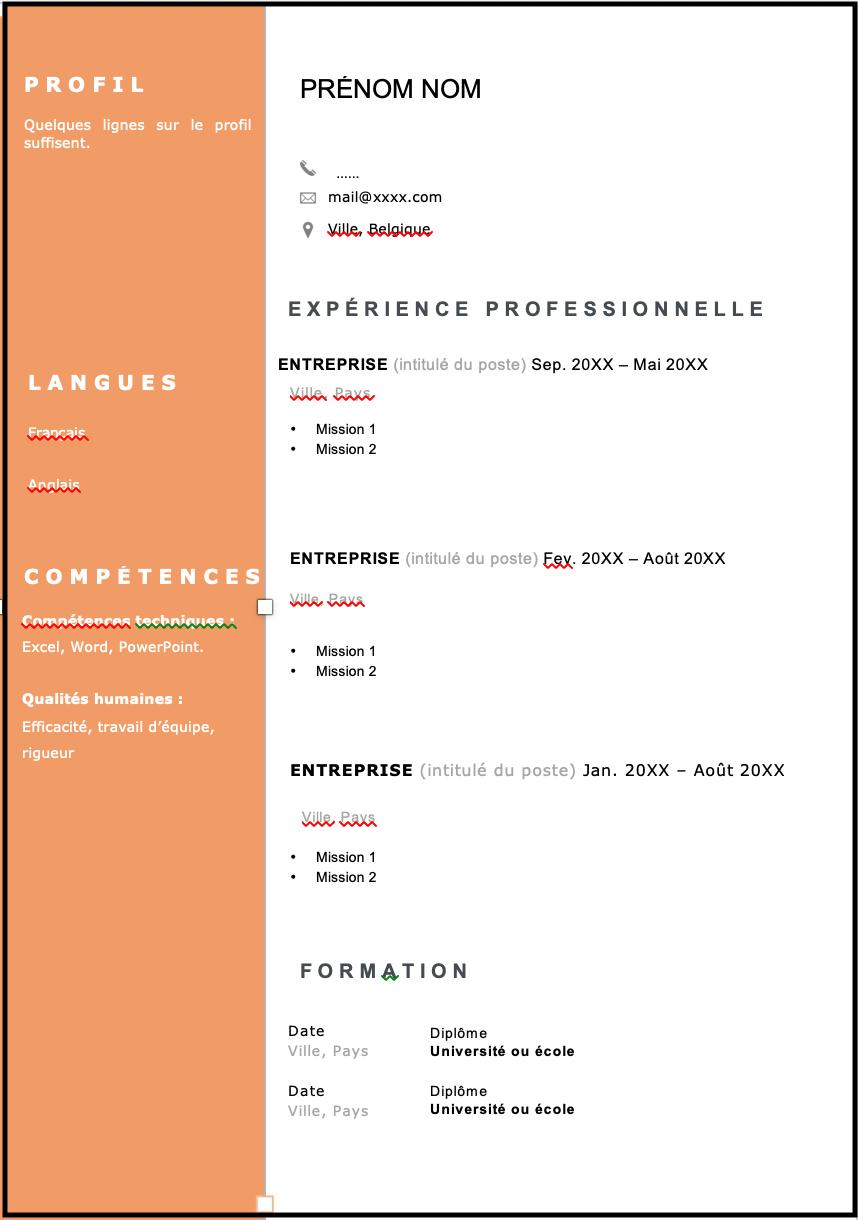 PROFIL
Quelques lignes sur le profil
suffisent.
LANGUES
Français
Anglais
COMPÉTENCES
Compétences techniques :
Excel, Word, PowerPoint.
Qualités humaines :
Efficacité, travail d’équipe,
rigueur
PRÉNOM NOM
......
mail@xxxx.com
Ville, Belgique
EXPÉRIENCE PROFESSIONNELLE
ENTREPRISE (intitulé du poste) Sep. 20XX – Mai 20XX
Ville, Pays
• Mission 1
• Mission 2
ENTREPRISE (intitulé du poste) Fev. 20XX – Août 20XX
Ville, Pays
• Mission 1
• Mission 2
ENTREPRISE (intitulé du poste) Jan. 20XX – Août 20XX
Ville, Pays
• Mission 1
• Mission 2
FORMATION
Date Diplôme
Ville, Pays Université ou école
Date Diplôme
Ville, Pays Université ou école